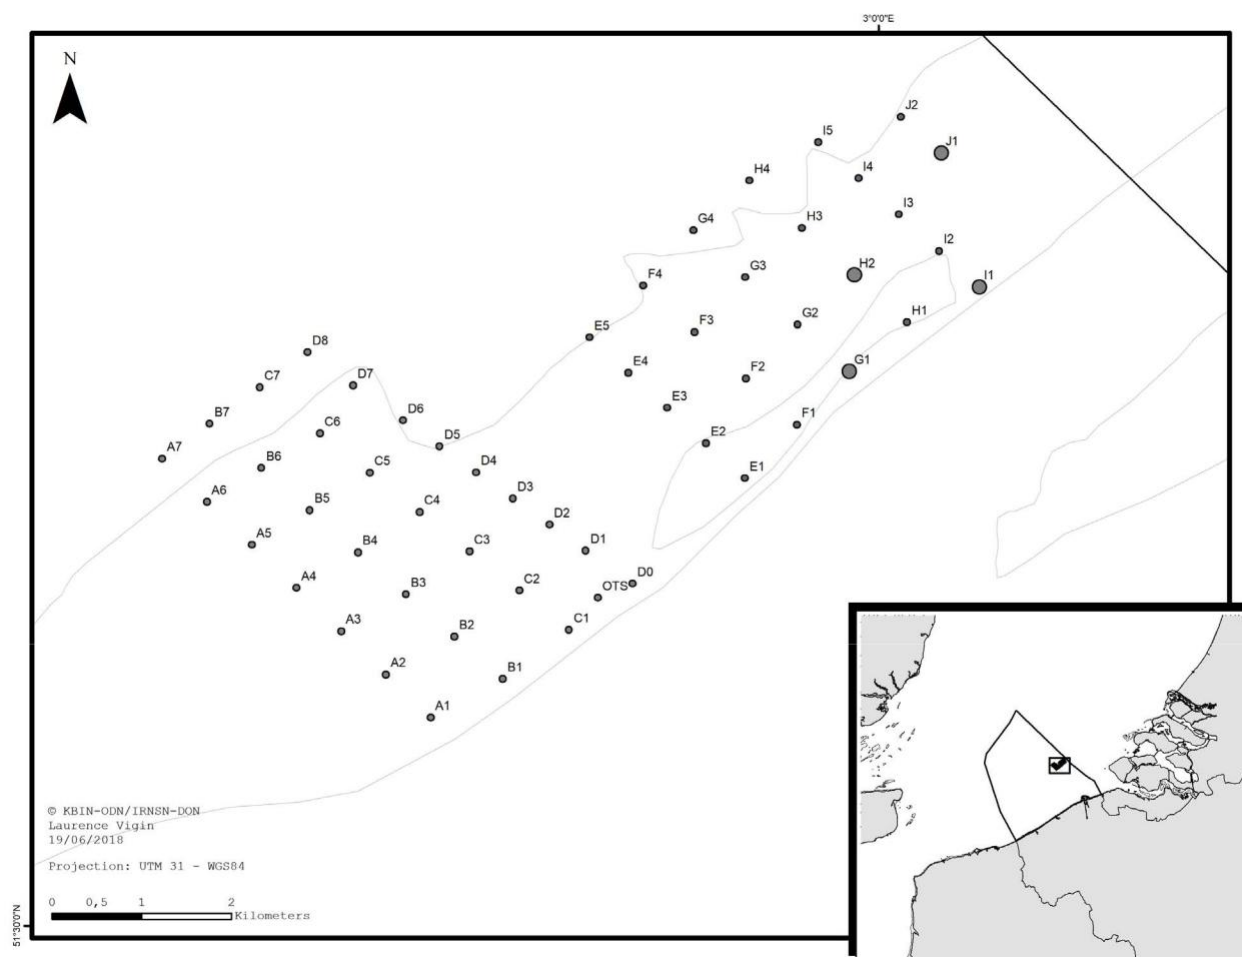 3°0'0"E
N
J2
I5
J1
H4
I4
I3
G4
H3
I2
G3
H2
F4
I1
G2
H1
F3
E5
D8
E4
G1
C7
D7
F2
E3
D6
B7
F1
C6
E2
D5
A7
B6
C5
D4
E1
A6
B5
C4
D3
D2
A5
B4
C3
D1
A4
B3
C2
OTS
D0
A3
B2
C1
A2
B1
A1
© KBIN-ODN/IRNSN-DON
Laurence Vigin
19/06/2018
Projection: UTM 31 - WGS84
0 0,5 1 2
Kilometers
51°30'0"N